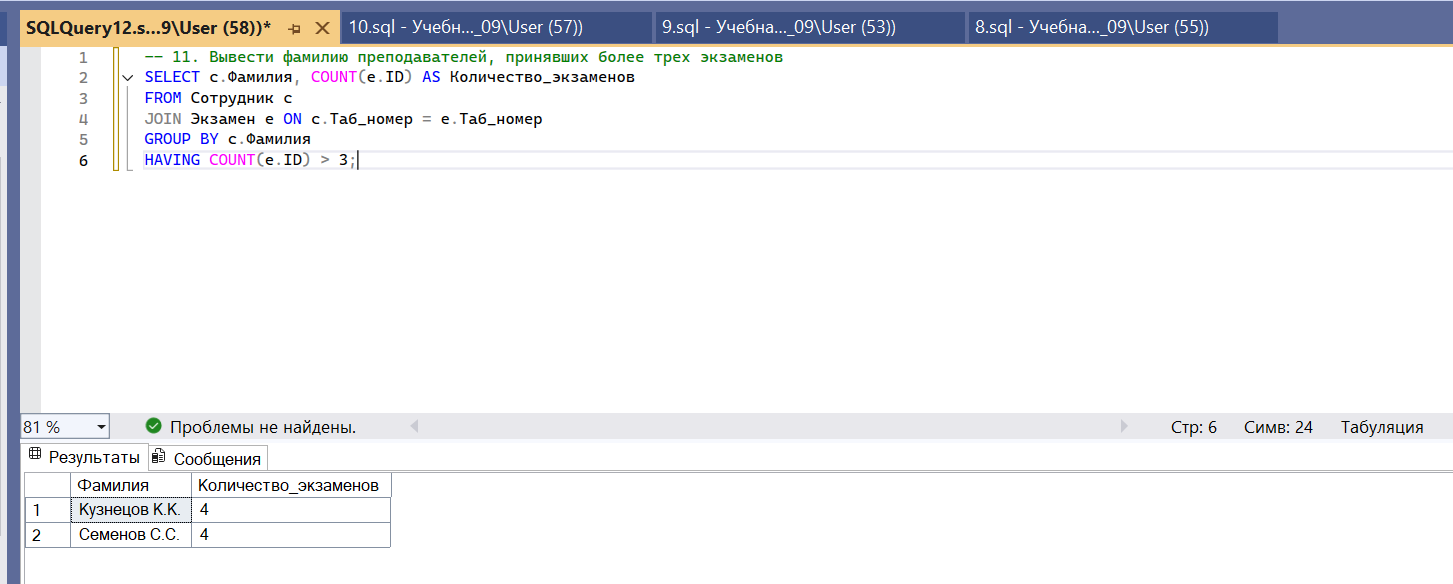 SQLQuery12.s...9\User (58))* 10.sql - Учебн..._09\User (57)) 9.sql - Учебна..._09\User (53)) 8.sql - Учеба..._09\User (55))
1 -- 11. Вывести фамилию преподавателей, принявших более трех экзаменов
2 SELECT с.Фамилия, COUNT(e.ID) AS Количество_экзаменов
3 FROM Сотрудник с
4 JOIN Экзамен e ON с.Таб_номер = e.Таб_номер
5 GROUP BY с.Фамилия
6 HAVING COUNT(e.ID) > 3;
81 % Проблемы не найдены. Стр: 6 Симв: 24 Табуляция
Результаты Сообщения
Фамилия Количество_экзаменов
1 Кузнецов К.К. 4
2 Семенов С.С. 4